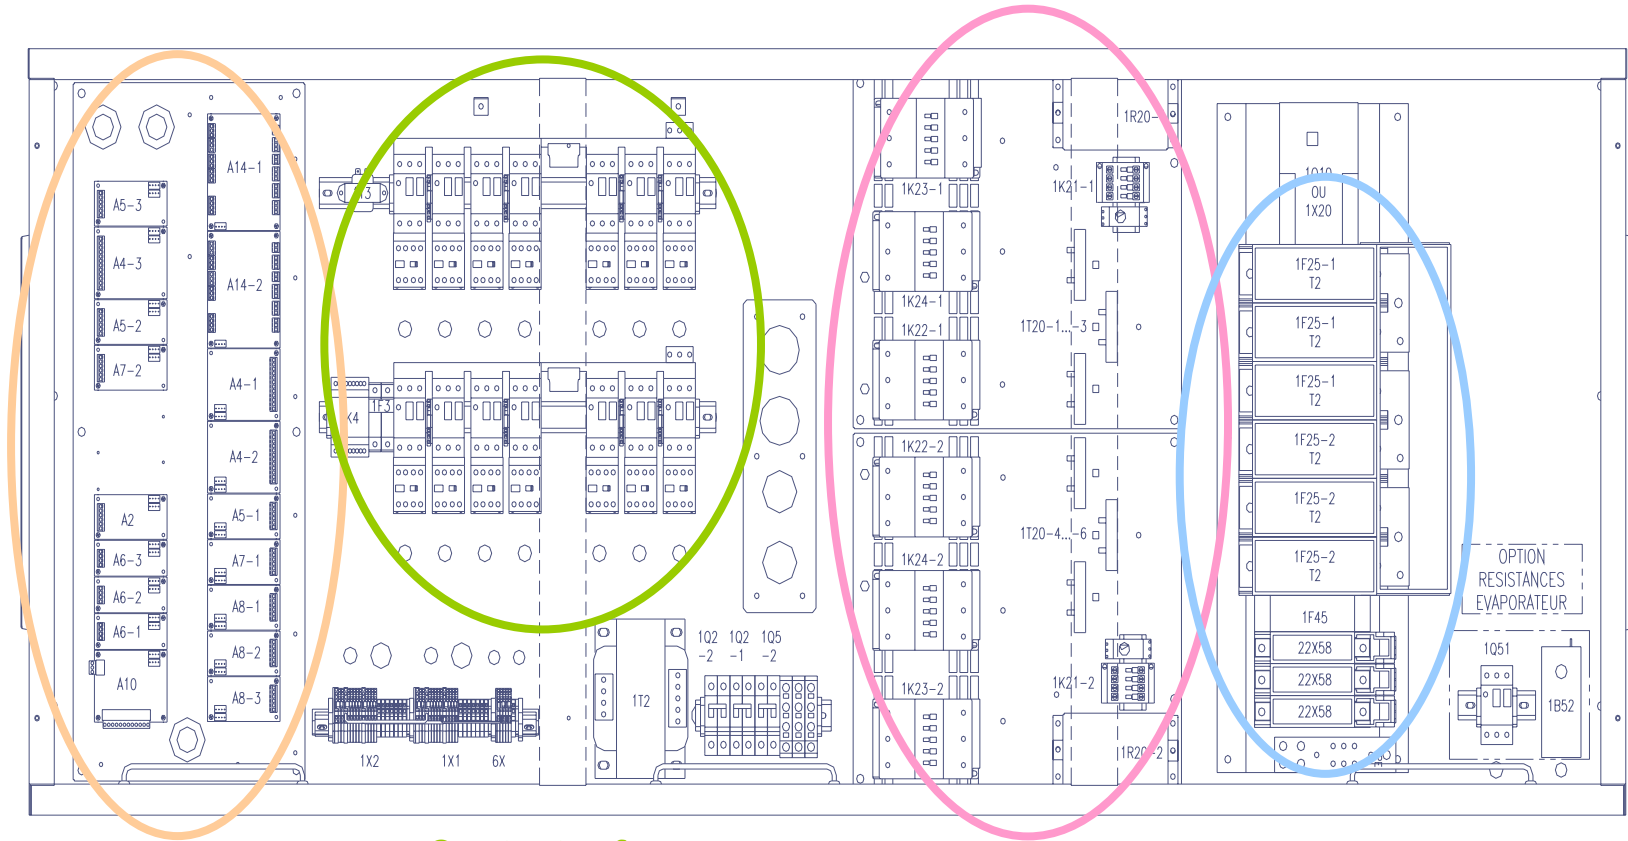 A14-1
A5-3
A4-3
A14-2
A5-2
A7-2
A4-1
A4-2
A2
A5-1
A6-3
A7-1
A6-2
A8-1
A6-1
A8-2
A10
A8-3
1F3
1X2
1X1
6X
1T2
1Q2
-2
1Q2
-1
1Q5
-2
1K23-1
1K24-1
1K22-1
1K22-2
1K24-2
1K23-2
1K21-1
1T20-1...-3
1T20-4...-6
1K21-2
1R20-2
OU
1X20
1F25-1
T2
1F25-1
T2
1F25-1
T2
1F25-2
T2
1F25-2
T2
1F25-2
T2
1F45
22X58
22X58
22X58
OPTION
RESISTANCES
EVAPORATEUR
1Q51
1B52